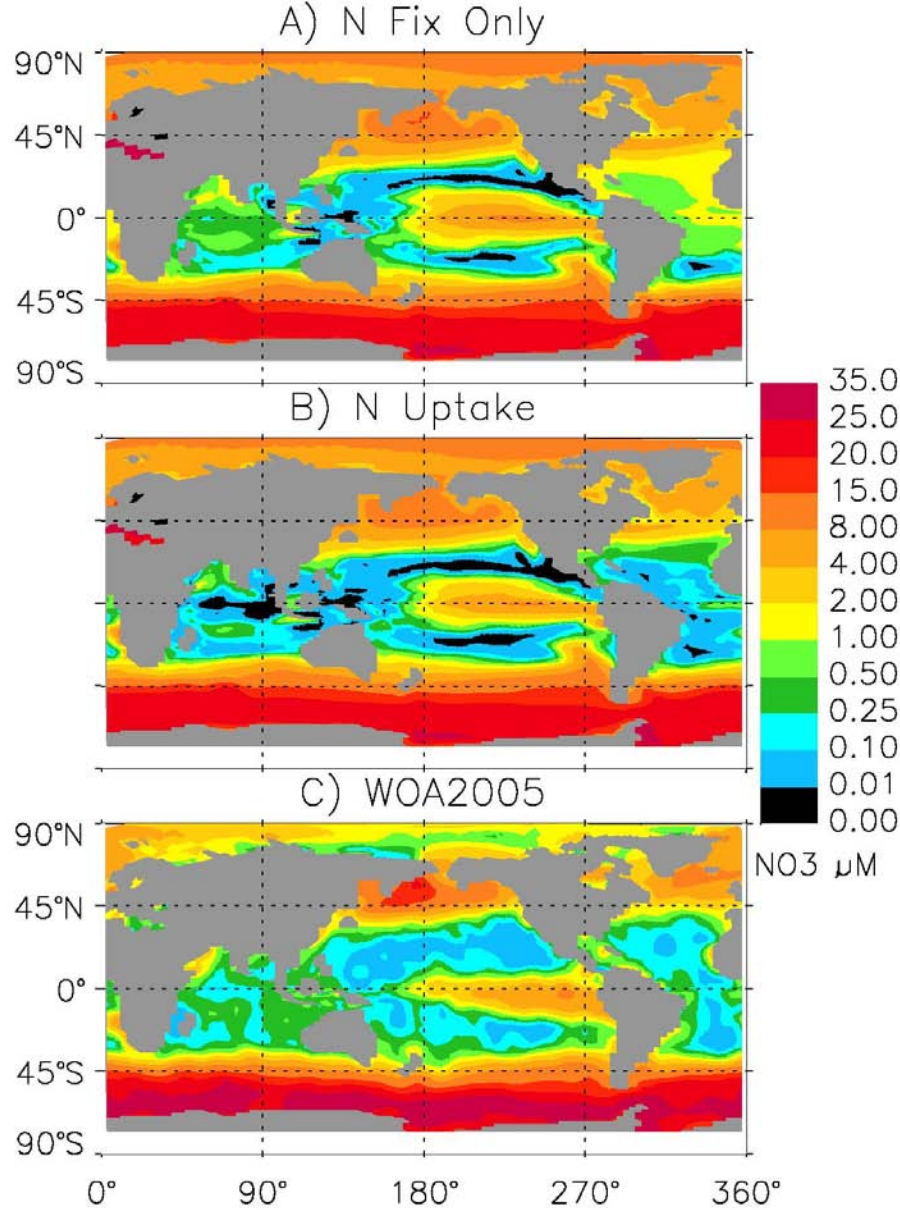 A) N Fix Only
90°N
45°N
0°
45°S
90°S
B) N Uptake
35.0
25.0
20.0
15.0
8.00
4.00
2.00
1.00
0.50
0.25
0.10
0.01
0.00
NO3 µM
C) WOA2005
90°N
45°N
0°
45°S
90°S
0° 90° 180° 270° 360°